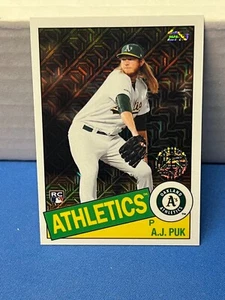 RC
ATHLETICS
P
A.J. PUK
OAKLAND
A's
ATHLETICS